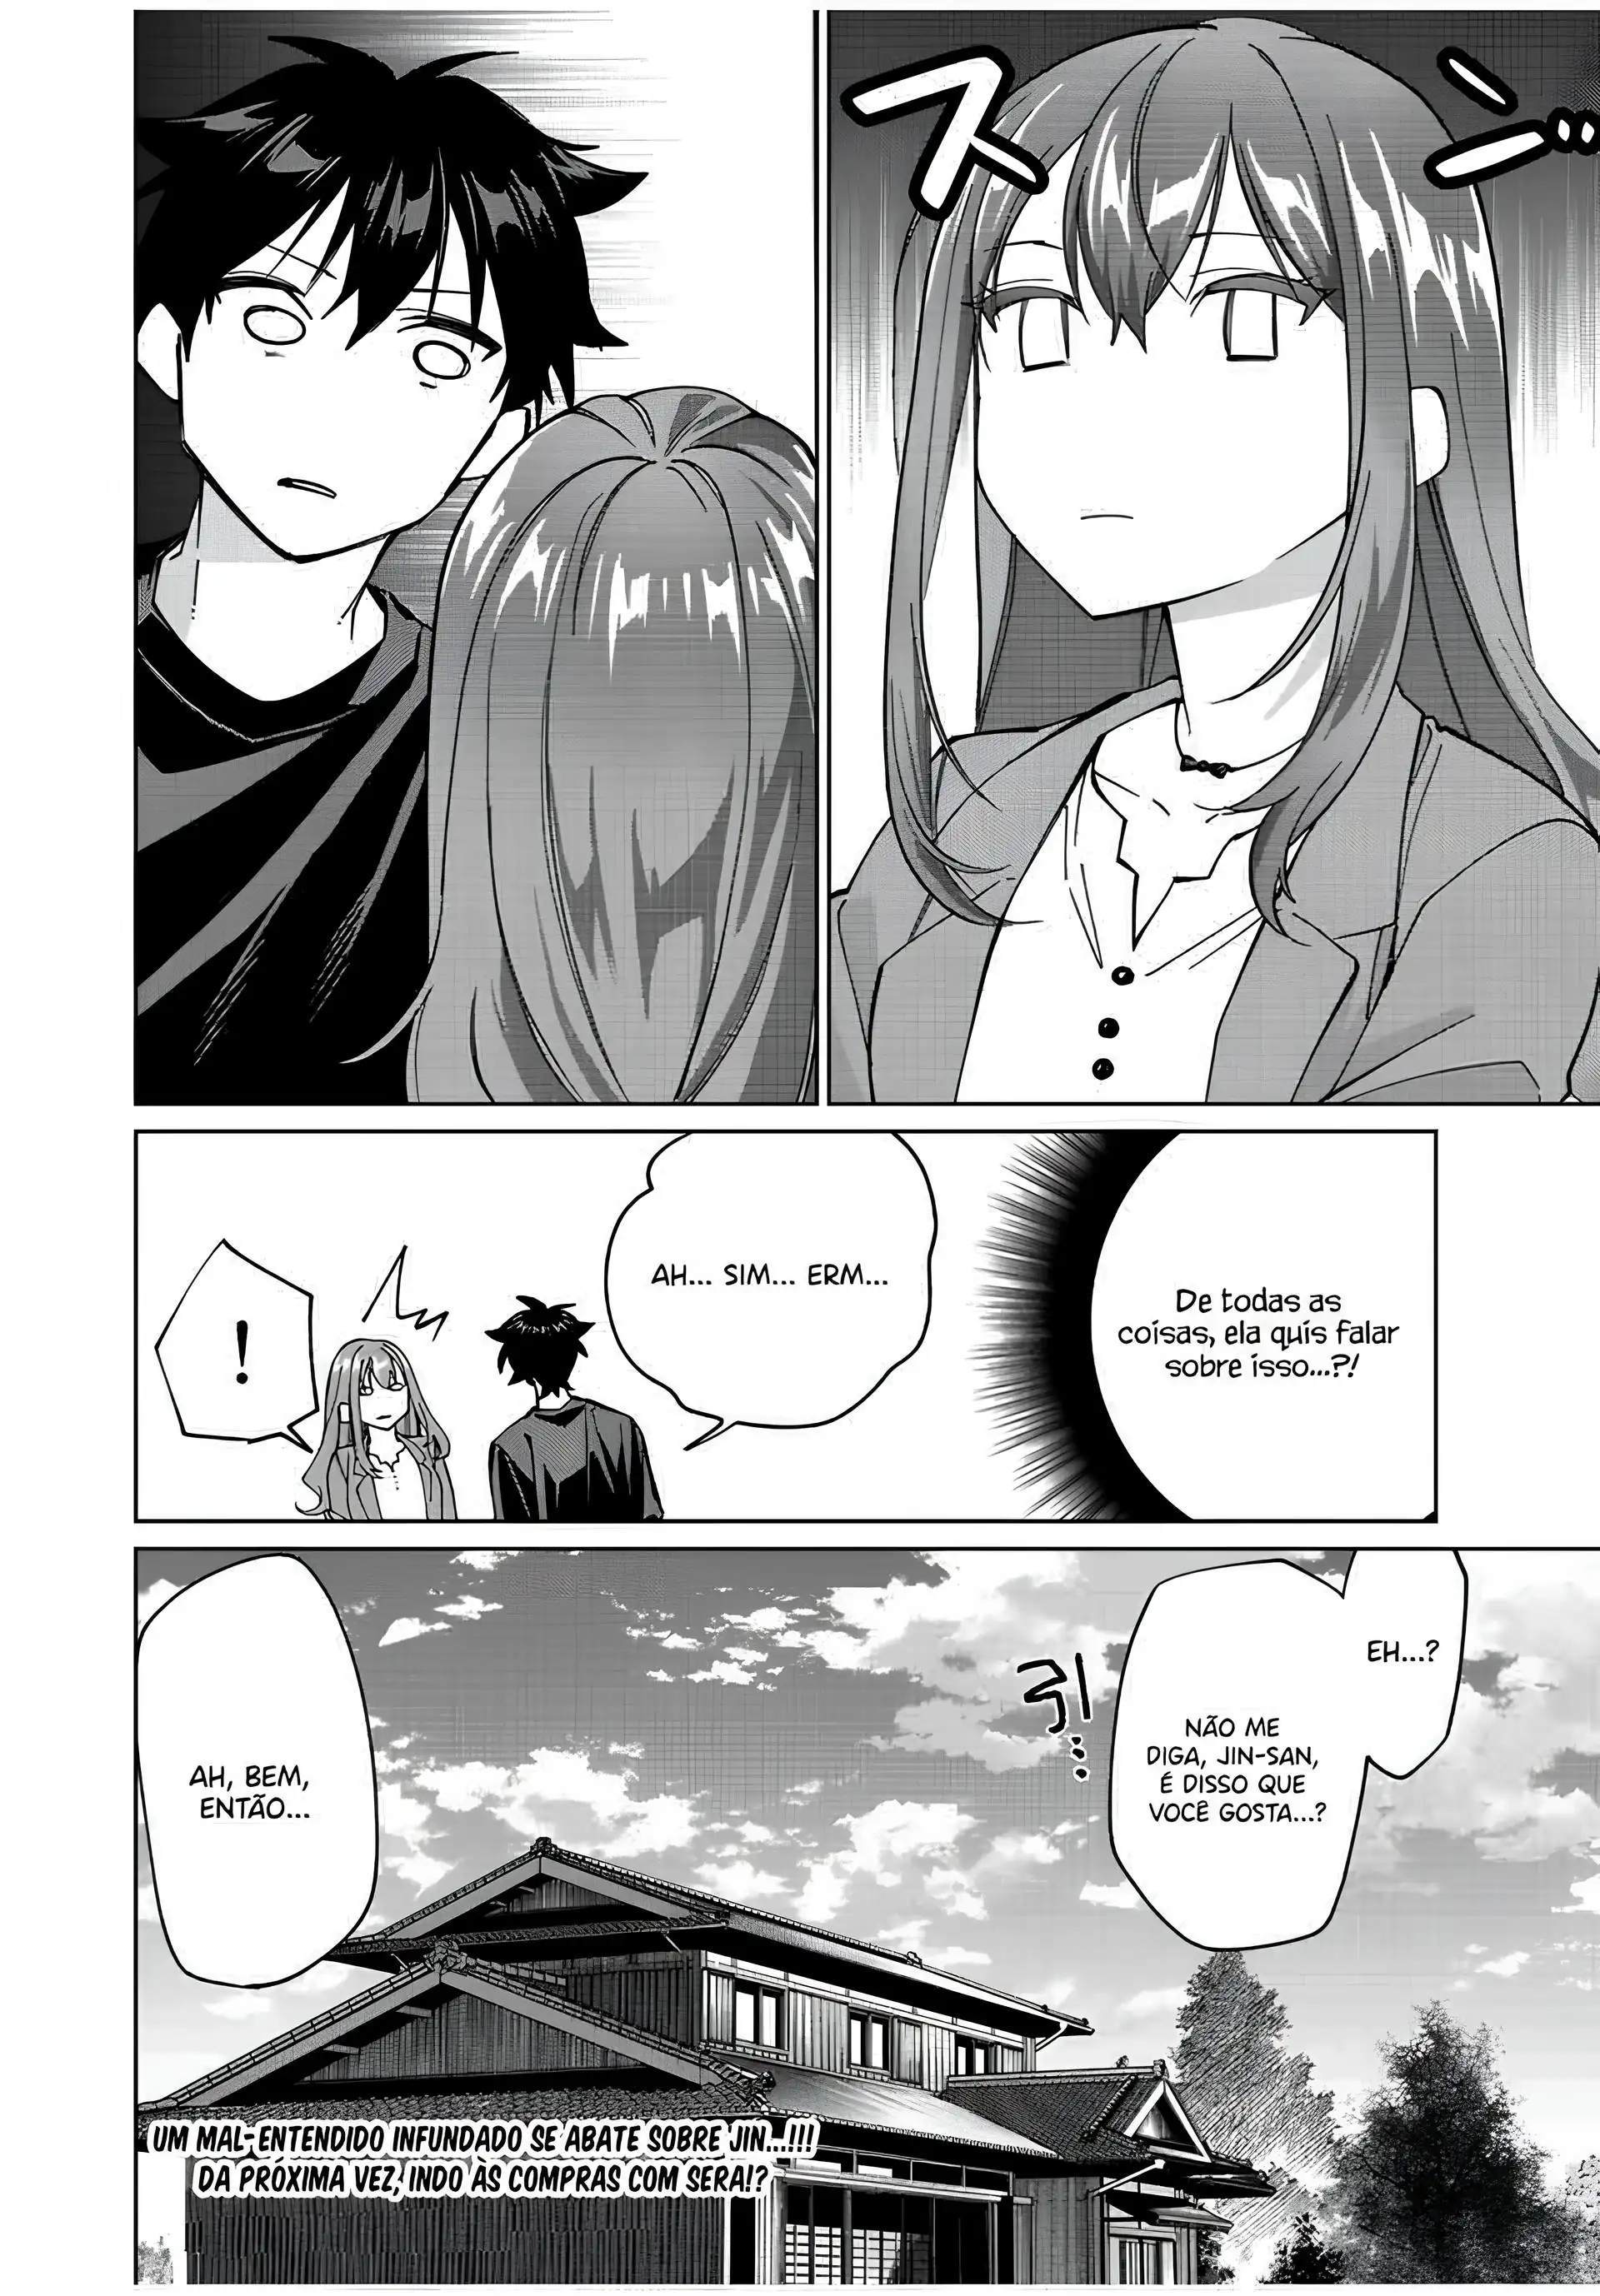 スン…
De todas as
coisas, ela quis falar
sobre isso...?!
AH... SIM... ERM...
!
EH...?
NÃO ME
DIGA, JIN-SAN,
É DISSO QUE
VOCÊ GOSTA...?
AH, BEM,
ENTÃO...
UM MAL-ENTENDIDO INFUNDADO SE ABATE SOBRE JIN...!!!
DA PRÓXIMA VEZ, INDO ÀS COMPRAS COM SERA!?